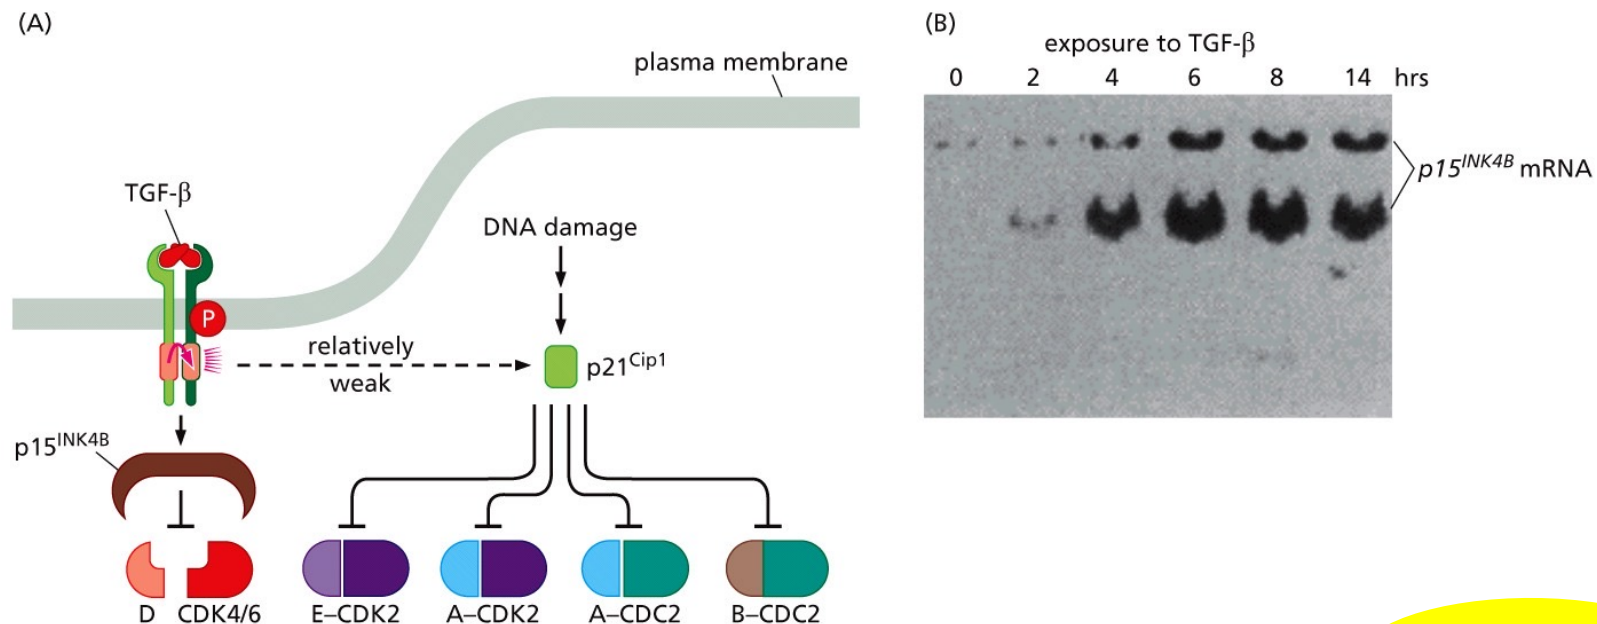 (A)
plasma membrane
TGF-β
DNA damage
P
relatively
weak
p21Cip1
p15INK4B
D CDK4/6 E–CDK2 A–CDK2 A–CDC2 B–CDC2
(B)
exposure to TGF-β
0 2 4 6 8 14 hrs
p15INK4B mRNA